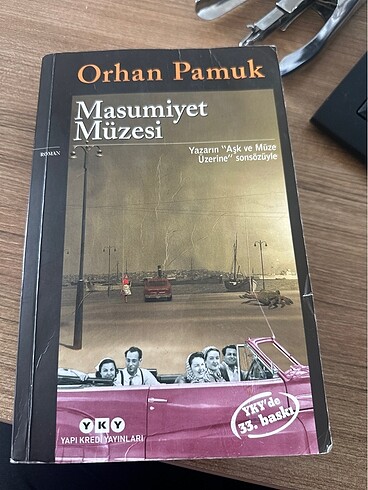 Orhan Pamuk
Masumiyet
Müzesi
ROMAN
Yazarın "Aşk ve Müze
Üzerine" sonsözüyle
YKY'de
33. baskı
YKY
YAPI KREDİ YAYINLARI